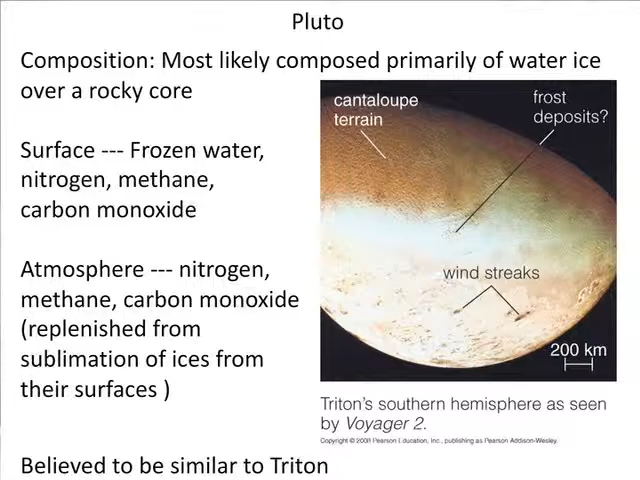 Pluto
Composition: Most likely composed primarily of water ice
over a rocky core
Surface --- Frozen water,
nitrogen, methane,
carbon monoxide
Atmosphere --- nitrogen,
methane, carbon monoxide
(replenished from
sublimation of ices from
their surfaces )
Believed to be similar to Triton
cantaloupe
terrain
frost
deposits?
wind streaks
200 km
Triton's southern hemisphere as seen
by Voyager 2.
Copyright © 2008 Pearson Education, Inc., publishing as Pearson Addison-Wesley.